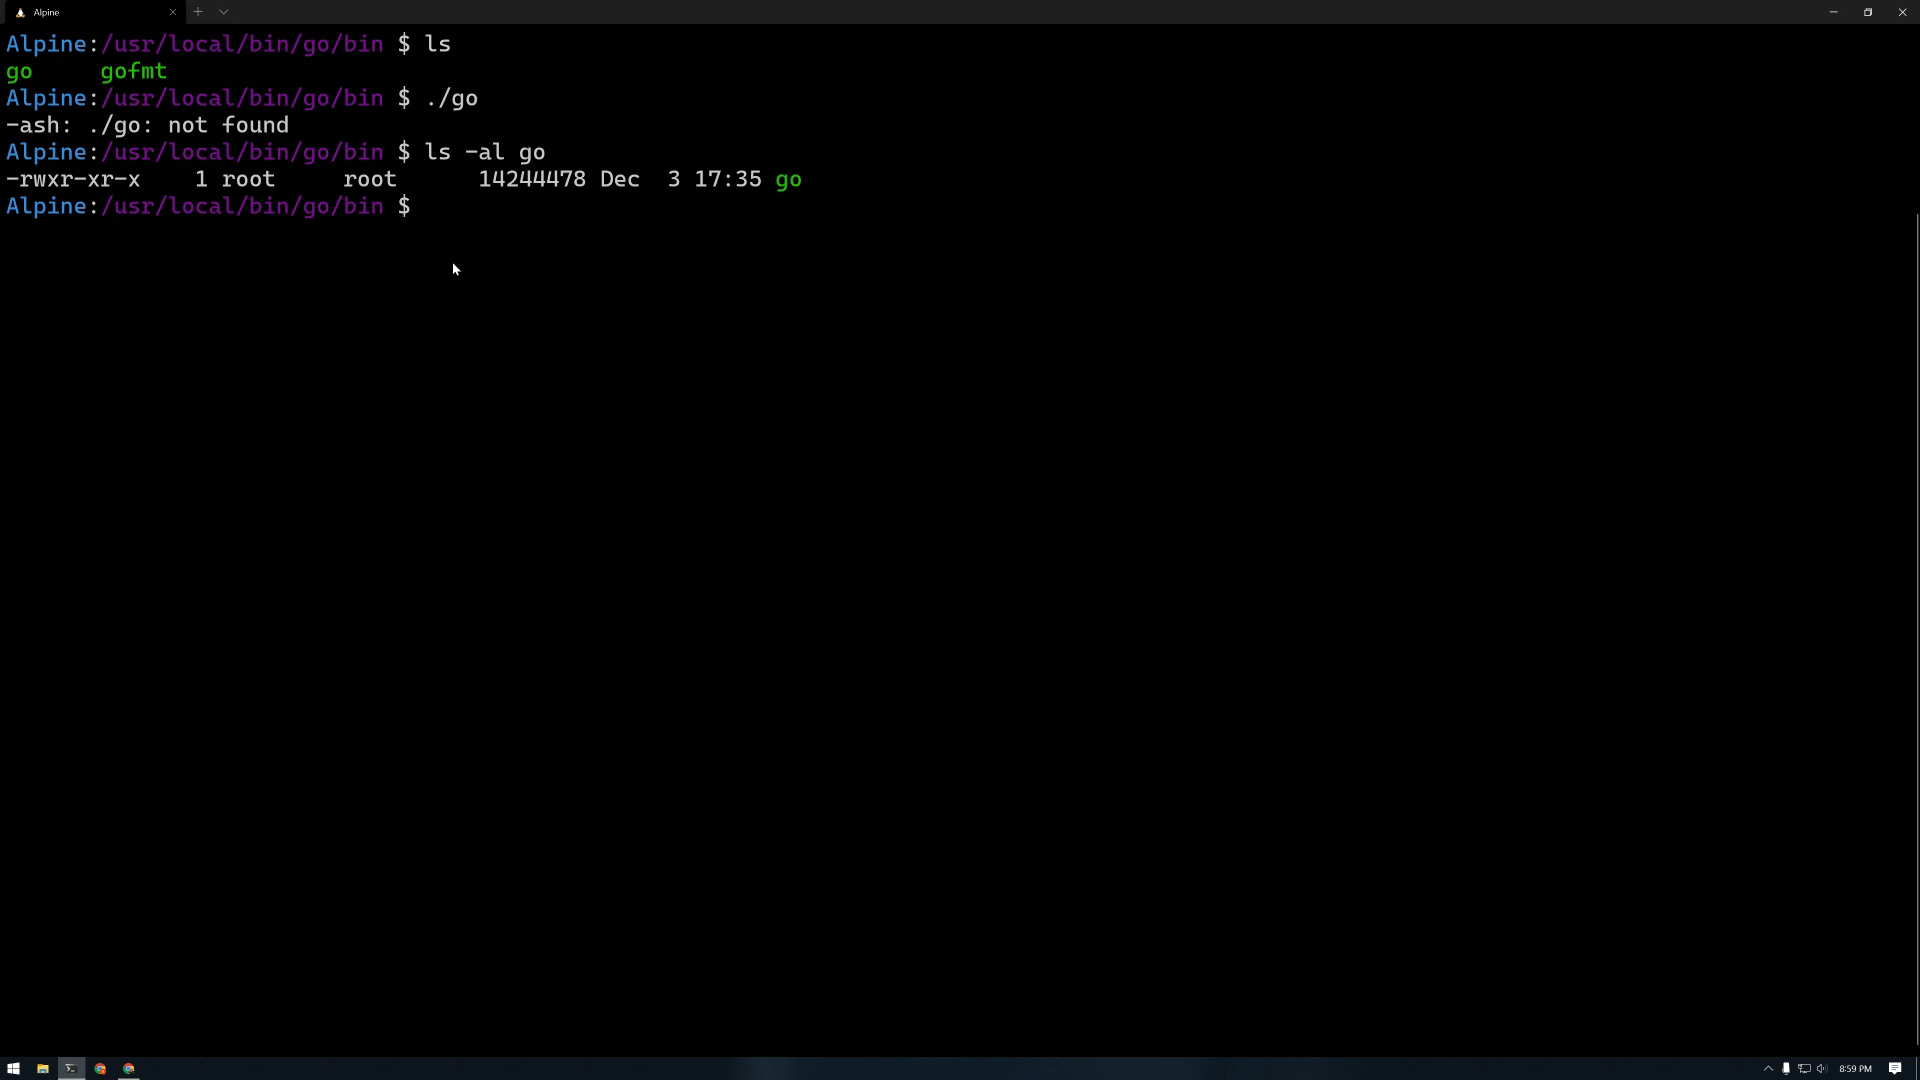 Alpine
Alpine:/usr/local/bin/go/bin $ ls
go     gofmt
Alpine:/usr/local/bin/go/bin $ ./go
-ash: ./go: not found
Alpine:/usr/local/bin/go/bin $ ls -al go
-rwxr-xr-x    1 root     root      14244478 Dec  3 17:35 go
Alpine:/usr/local/bin/go/bin $
8:59 PM